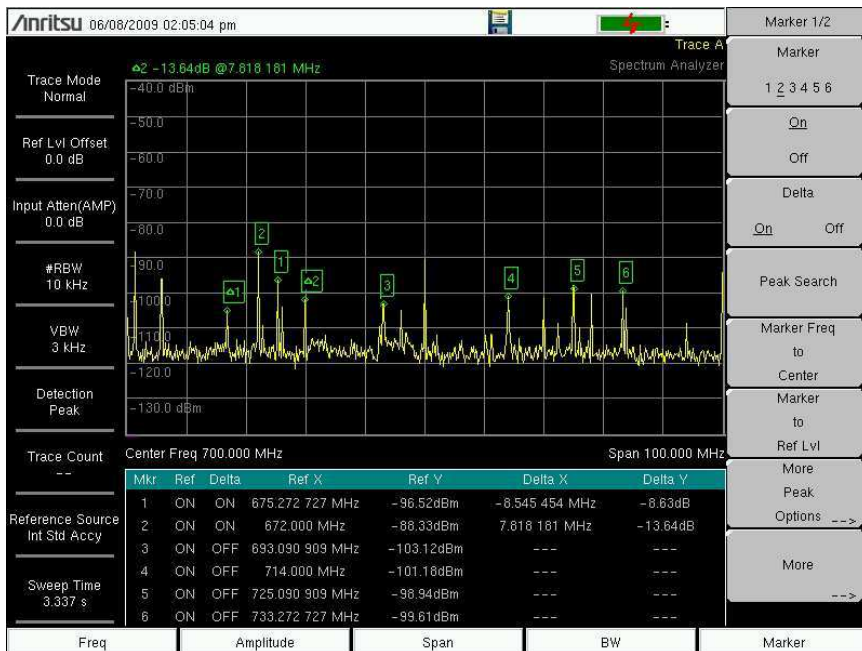 Anritsu 06/08/2009 02:05:04 pm
Trace A
△2 -13.64dB @7.818 181 MHz
Spectrum Analyzer
Trace Mode
Normal
Ref Lvl Offset
0.0 dB
Input Atten(AMP)
0.0 dB
#RBW
10 kHz
VBW
3 kHz
Detection
Peak
Trace Count
--
Reference Source
Int Std Accy
Sweep Time
3.337 s
-40.0 dBm
-50.0
-60.0
-70.0
-80.0
-90.0
-100.0
-110.0
-120.0
-130.0 dBm
△1
2
1
△2
3
4
5
6
Center Freq 700.000 MHz
Span 100.000 MHz
Mkr Ref Delta Ref X Ref Y Delta X Delta Y
1 ON ON 675.272 727 MHz -96.52dBm -8.545 454 MHz -8.63dB
2 ON ON 672.000 MHz -88.33dBm 7.818 181 MHz -13.64dB
3 ON OFF 693.090 909 MHz -103.12dBm --- ---
4 ON OFF 714.000 MHz -101.18dBm --- ---
5 ON OFF 725.090 909 MHz -98.94dBm --- ---
6 ON OFF 733.272 727 MHz -99.61dBm --- ---
Marker 1/2
Marker
1 2 3 4 5 6
On
Off
Delta
On Off
Peak Search
Marker Freq
to
Center
Marker
to
Ref Lvl
More
Peak
Options -->
More
-->
Freq
Amplitude
Span
BW
Marker